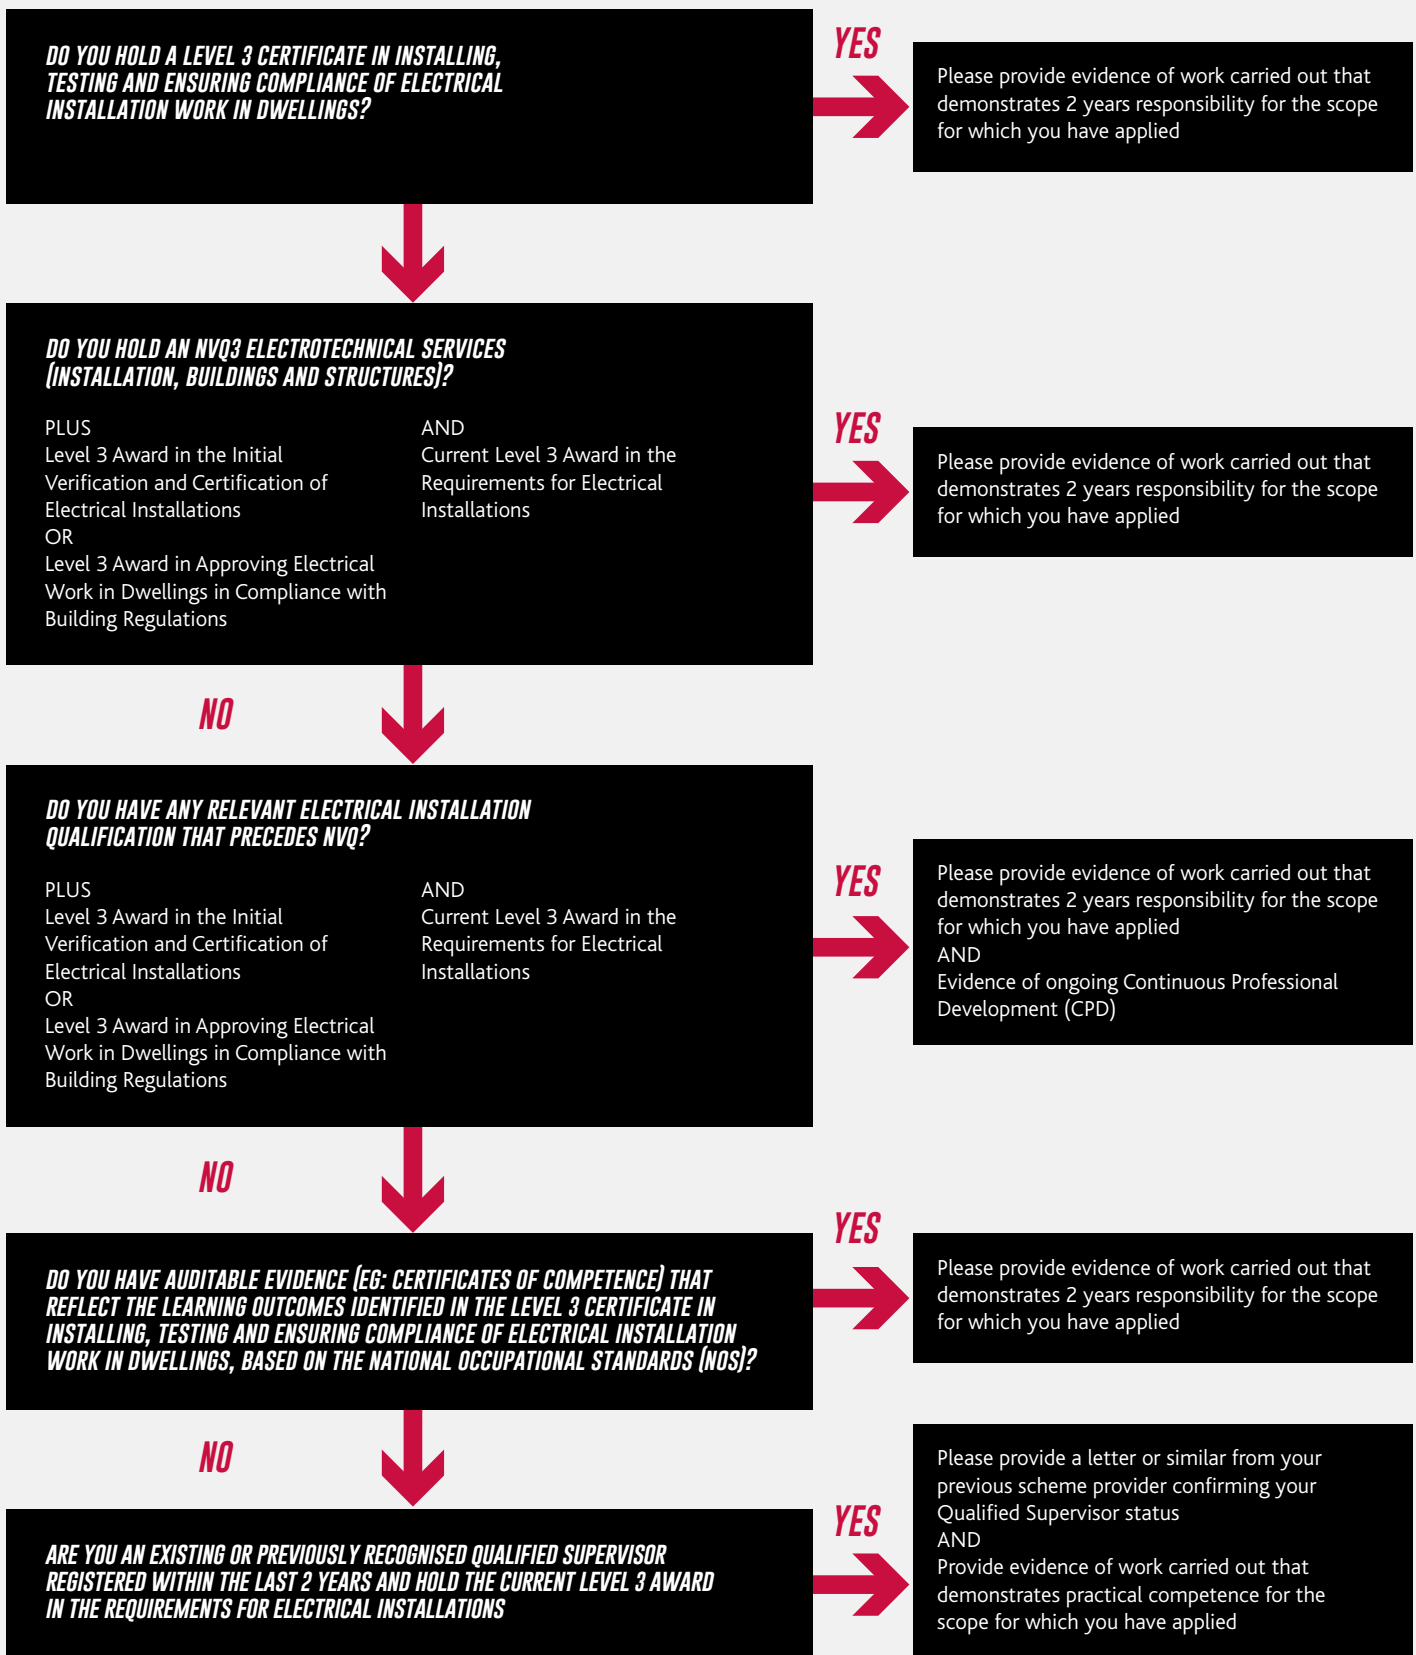 DO YOU HOLD A LEVEL 3 CERTIFICATE IN INSTALLING,
TESTING AND ENSURING COMPLIANCE OF ELECTRICAL
INSTALLATION WORK IN DWELLINGS?
YES
Please provide evidence of work carried out that
demonstrates 2 years responsibility for the scope
for which you have applied
DO YOU HOLD AN NVQ3 ELECTROTECHNICAL SERVICES
(INSTALLATION, BUILDINGS AND STRUCTURES)?
PLUS
Level 3 Award in the Initial
Verification and Certification of
Electrical Installations
OR
Level 3 Award in Approving Electrical
Work in Dwellings in Compliance with
Building Regulations
AND
Current Level 3 Award in the
Requirements for Electrical
Installations
YES
Please provide evidence of work carried out that
demonstrates 2 years responsibility for the scope
for which you have applied
NO
DO YOU HAVE ANY RELEVANT ELECTRICAL INSTALLATION
QUALIFICATION THAT PRECEDES NVQ?
PLUS
Level 3 Award in the Initial
Verification and Certification of
Electrical Installations
OR
Level 3 Award in Approving Electrical
Work in Dwellings in Compliance with
Building Regulations
AND
Current Level 3 Award in the
Requirements for Electrical
Installations
YES
Please provide evidence of work carried out that
demonstrates 2 years responsibility for the scope
for which you have applied
AND
Evidence of ongoing Continuous Professional
Development (CPD)
NO
DO YOU HAVE AUDITABLE EVIDENCE (EG: CERTIFICATES OF COMPETENCE) THAT
REFLECT THE LEARNING OUTCOMES IDENTIFIED IN THE LEVEL 3 CERTIFICATE IN
INSTALLING, TESTING AND ENSURING COMPLIANCE OF ELECTRICAL INSTALLATION
WORK IN DWELLINGS, BASED ON THE NATIONAL OCCUPATIONAL STANDARDS (NOS)?
YES
Please provide evidence of work carried out that
demonstrates 2 years responsibility for the scope
for which you have applied
NO
ARE YOU AN EXISTING OR PREVIOUSLY RECOGNISED QUALIFIED SUPERVISOR
REGISTERED WITHIN THE LAST 2 YEARS AND HOLD THE CURRENT LEVEL 3 AWARD
IN THE REQUIREMENTS FOR ELECTRICAL INSTALLATIONS
YES
Please provide a letter or similar from your
previous scheme provider confirming your
Qualified Supervisor status
AND
Provide evidence of work carried out that
demonstrates practical competence for the
scope for which you have applied